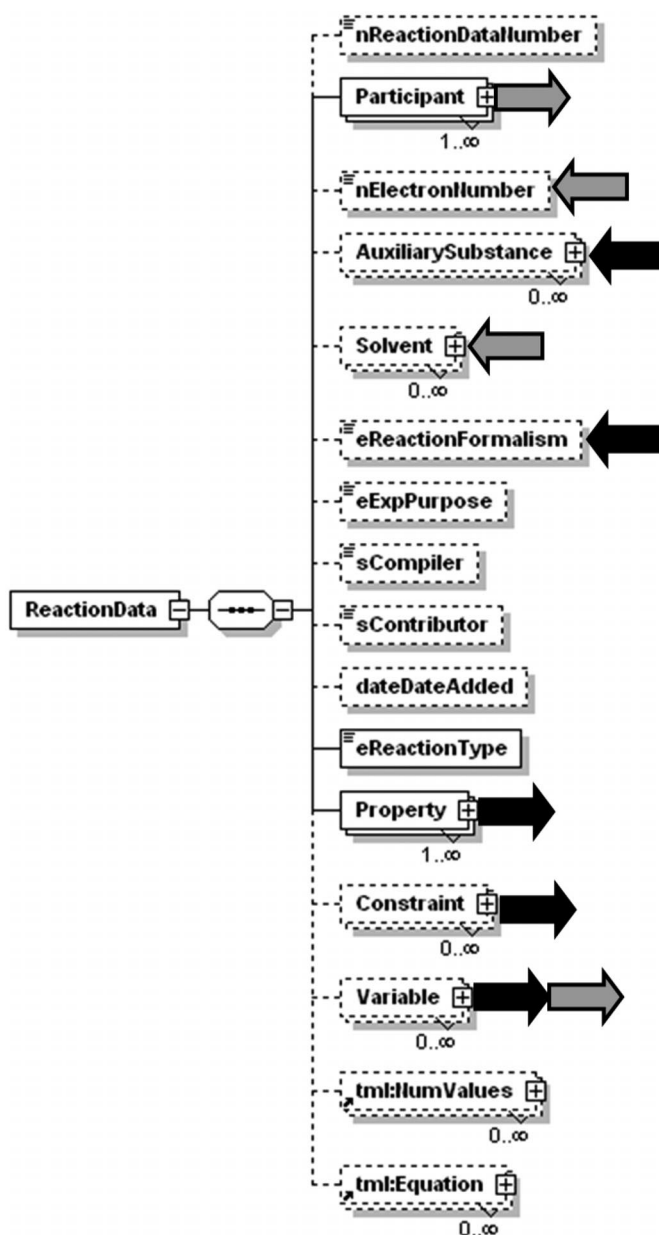 nReactionDataNumber
Participant
1..∞
nElectronNumber
AuxiliarySubstance
0..∞
Solvent
0..∞
eReactionFormalism
eExpPurpose
sCompiler
ReactionData
sContributor
dateDateAdded
eReactionType
Property
1..∞
Constraint
0..∞
Variable
0..∞
tml:NumValues
0..∞
tml:Equation
0..∞